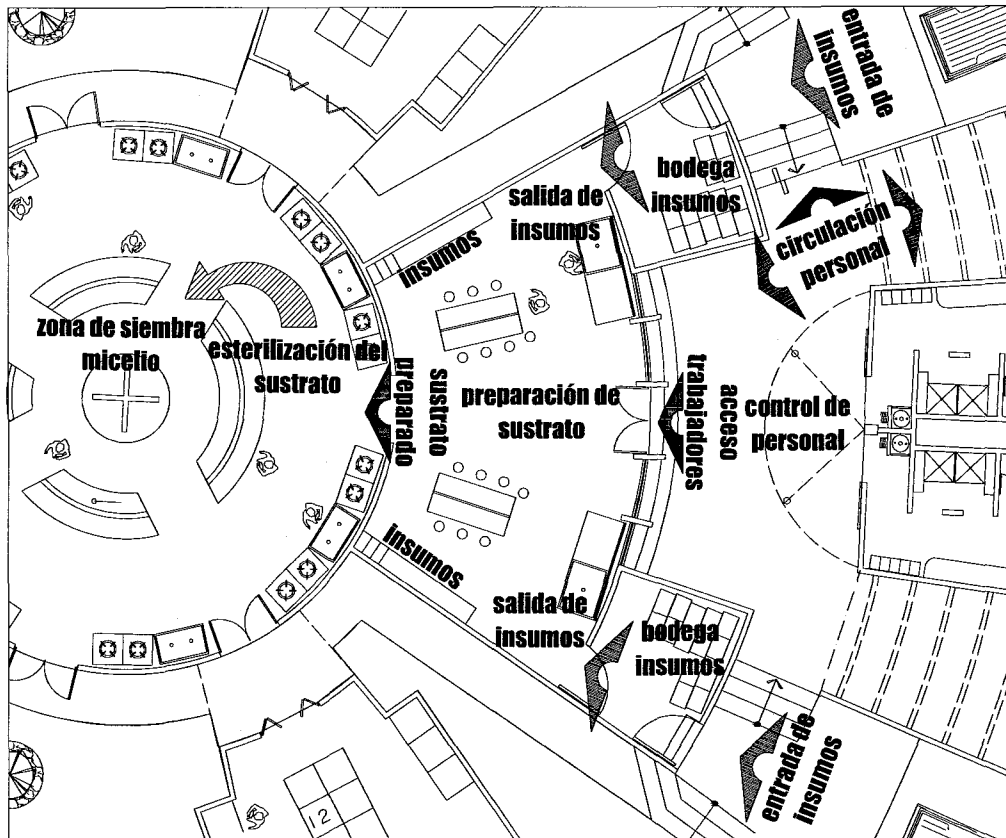 entrada de
insumos
bodega
insumos
salida de
insumos
circulación
personal
insumos
zona de siembra
micelio
esterilización del
sustrato
sustrato
preparado
preparación de
sustrato
acceso
trabajadores
control de
personal
insumos
salida de
insumos
bodega
insumos
entrada de
insumos
12